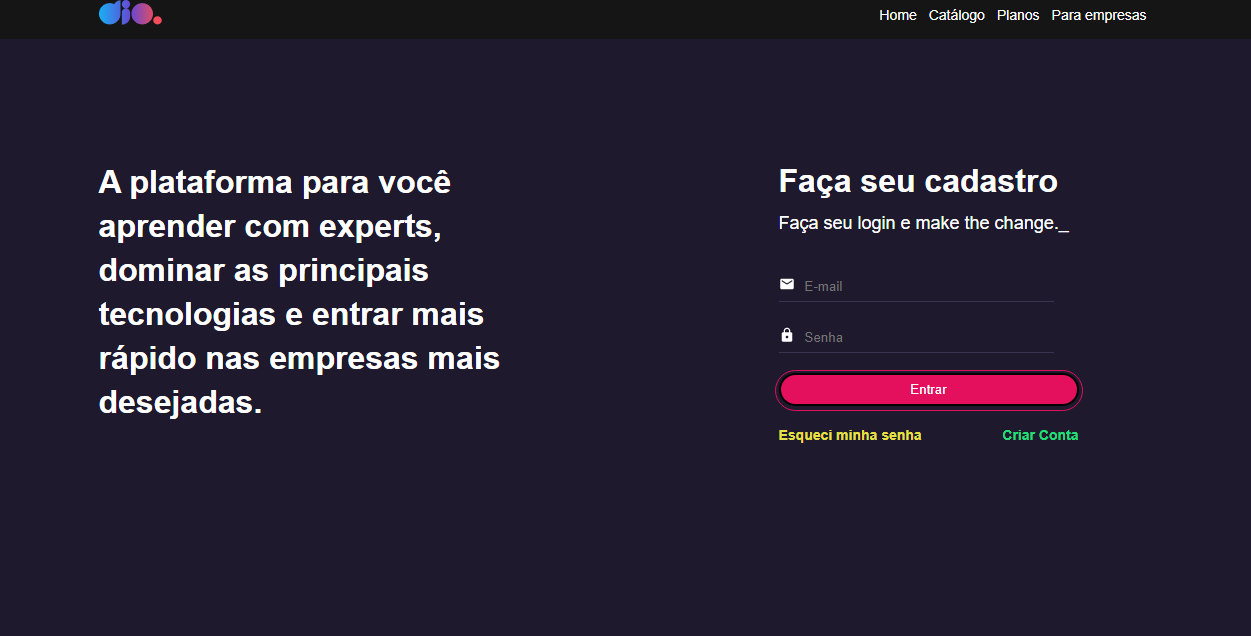 dio.
Home Catálogo Planos Para empresas
A plataforma para você
aprender com experts,
dominar as principais
tecnologias e entrar mais
rápido nas empresas mais
desejadas.
Faça seu cadastro
Faça seu login e make the change._
E-mail
Senha
Entrar
Esqueci minha senha Criar Conta